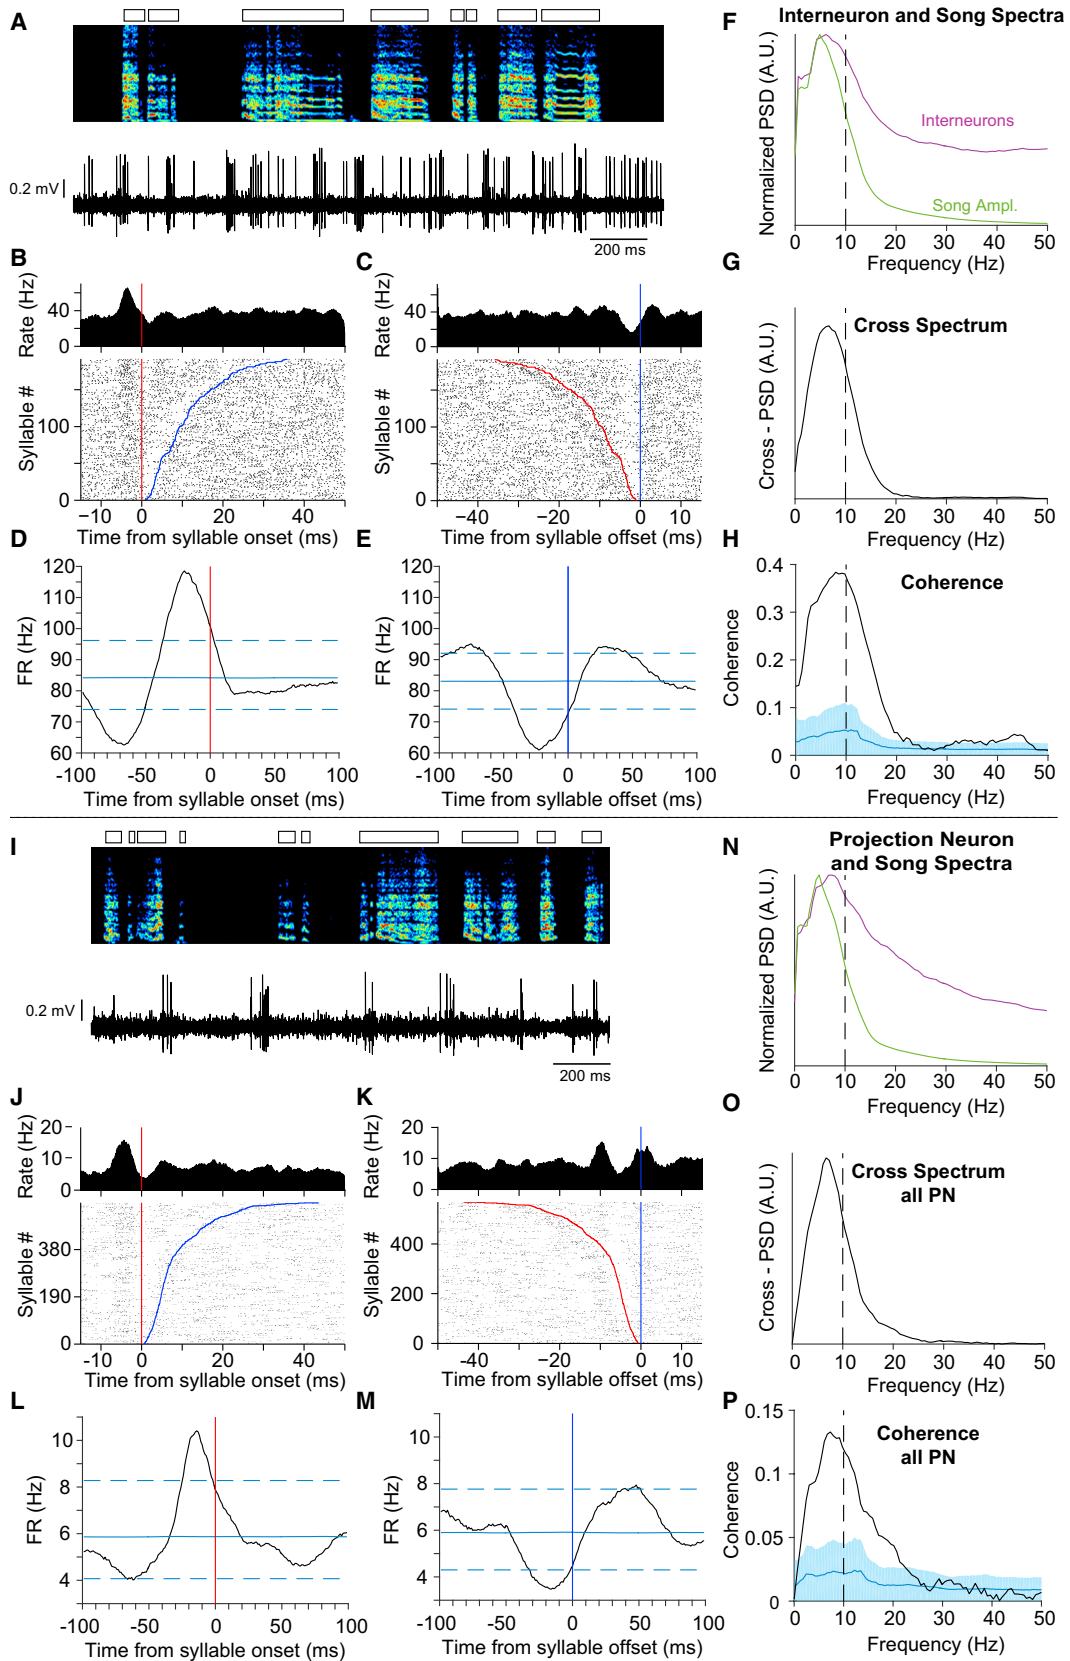 A
0.2 mV
200 ms
F
Interneuron and Song Spectra
Normalized PSD (A.U.)
Interneurons
Song Ampl.
0 10 20 30 40 50
Frequency (Hz)
B
Rate (Hz)
40
0
Syllable #
100
0
-10 0 10 20 30 40 50
Time from syllable onset (ms)
C
Rate (Hz)
40
0
Syllable #
100
0
-40 -20 0 10
Time from syllable offset (ms)
G
Cross Spectrum
Cross - PSD (A.U.)
0 10 20 30 40 50
Frequency (Hz)
D
FR (Hz)
120
110
100
90
80
70
60
-100 -50 0 50 100
Time from syllable onset (ms)
E
FR (Hz)
120
110
100
90
80
70
60
-100 -50 0 50 100
Time from syllable offset (ms)
H
Coherence
Coherence
0.4
0.3
0.2
0.1
0
0 10 20 30 40 50
Frequency (Hz)
I
0.2 mV
200 ms
N
Projection Neuron
and Song Spectra
Normalized PSD (A.U.)
0 10 20 30 40 50
Frequency (Hz)
J
Rate (Hz)
20
10
0
Syllable #
380
190
0
-10 0 10 20 30 40 50
Time from syllable onset (ms)
K
Rate (Hz)
20
10
0
Syllable #
400
200
0
-40 -20 0 10
Time from syllable offset (ms)
O
Cross Spectrum
all PN
Cross - PSD (A.U.)
0 10 20 30 40 50
Frequency (Hz)
L
FR (Hz)
10
8
6
4
-100 -50 0 50 100
Time from syllable onset (ms)
M
FR (Hz)
10
8
6
4
-100 -50 0 50 100
Time from syllable offset (ms)
P
Coherence
all PN
Coherence
0.15
0.1
0.050
0
0 10 20 30 40 50
Frequency (Hz)